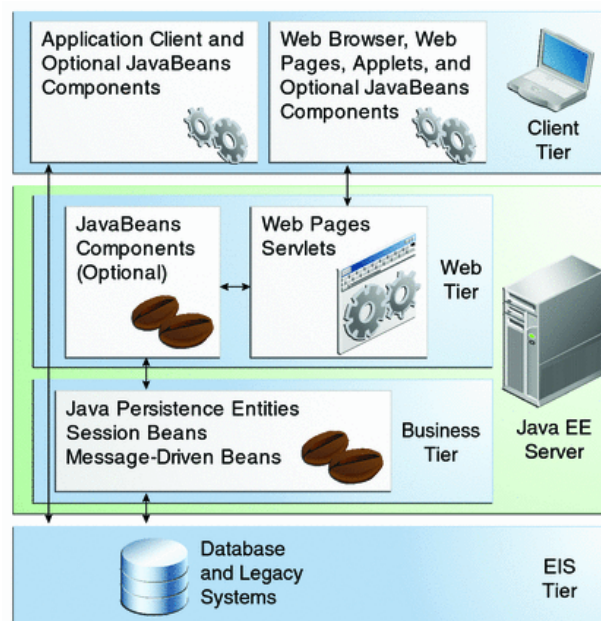 Application Client and
Optional JavaBeans
Components
Web Browser, Web
Pages, Applets, and
Optional JavaBeans
Components
Client
Tier
JavaBeans
Components
(Optional)
Web Pages
Servlets
Web
Tier
Java Persistence Entities
Session Beans
Message-Driven Beans
Business
Tier
Java EE
Server
Database
and Legacy
Systems
EIS
Tier